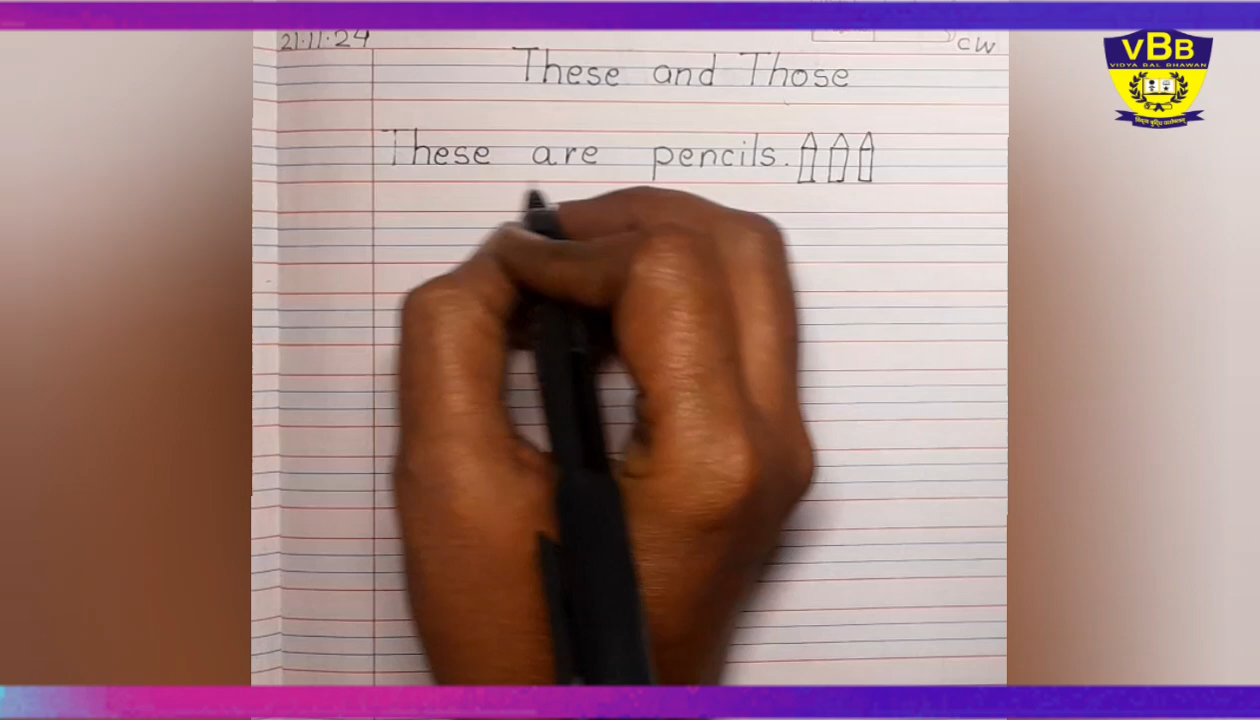 21·11·24
CW
These and Those
These are pencils.
VBB
VIDYA BAL BHAWAN